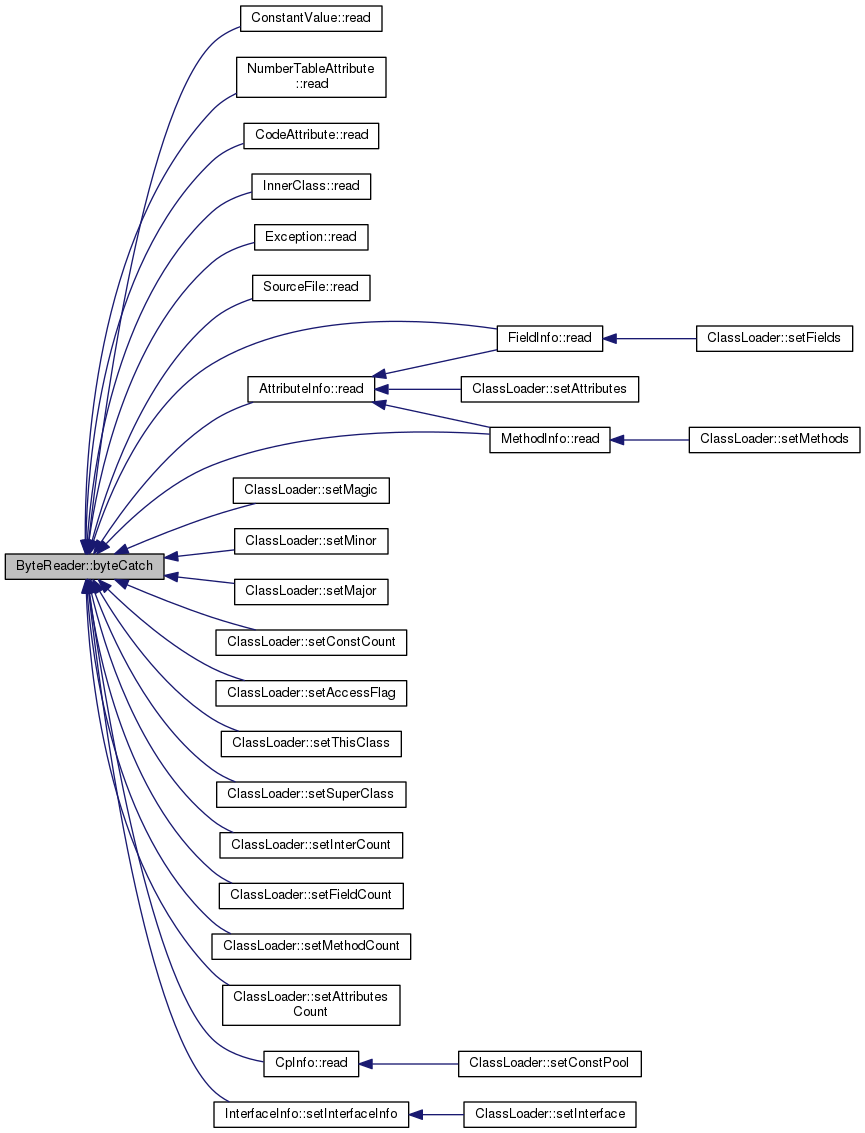 ConstantValue::read
NumberTableAttribute
::read
CodeAttribute::read
InnerClass::read
Exception::read
SourceFile::read
FieldInfo::read
ClassLoader::setFields
AttributeInfo::read
ClassLoader::setAttributes
MethodInfo::read
ClassLoader::setMethods
ClassLoader::setMagic
ClassLoader::setMinor
ByteReader::byteCatch
ClassLoader::setMajor
ClassLoader::setConstCount
ClassLoader::setAccessFlag
ClassLoader::setThisClass
ClassLoader::setSuperClass
ClassLoader::setInterCount
ClassLoader::setFieldCount
ClassLoader::setMethodCount
ClassLoader::setAttributes
Count
CpInfo::read
ClassLoader::setConstPool
InterfaceInfo::setInterfaceInfo
ClassLoader::setInterface